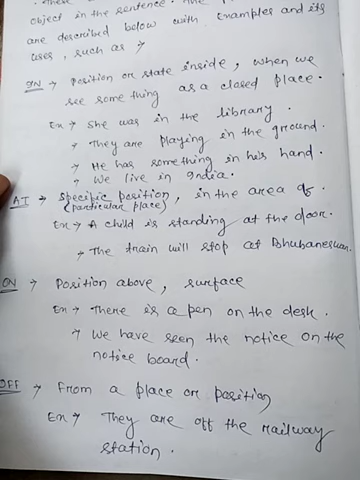 object in the sentence. The
are described below with examples and its
uses, such as →
IN → Position or state inside, when we
see something as a closed place.
Ex → She was in the library.
→ They are playing in the ground.
→ He has something in his hand.
→ We live in India.
AT → Specific position, in the area of.
(particular place)
Ex → A child is standing at the door.
→ The train will stop at Bhubaneswar.
ON → Position above, surface
Ex → There is a pen on the desk.
→ We have seen the notice on the
notice board.
OFF → From a place or position
Ex → They are off the railway
station.